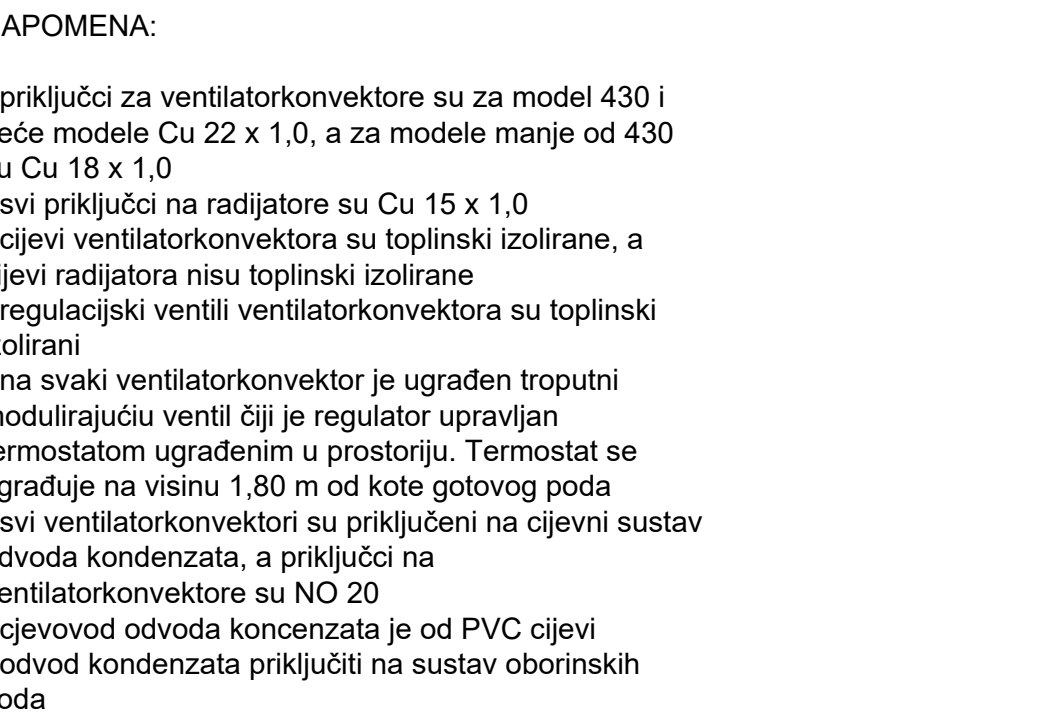 APOMENA:
priključci za ventilatorkonvektore su za model 430 i
eće modele Cu 22 x 1,0, a za modele manje od 430
u Cu 18 x 1,0
svi priključci na radijatore su Cu 15 x 1,0
cijevi ventilatorkonvektora su toplinski izolirane, a
ijevi radijatora nisu toplinski izolirane
regulacijski ventili ventilatorkonvektora su toplinski
zolirani
na svaki ventilatorkonvektor je ugrađen troputni
modulirajućiu ventil čiji je regulator upravljan
ermostatom ugrađenim u prostoriju. Termostat se
građuje na visinu 1,80 m od kote gotovog poda
svi ventilatorkonvektori su priključeni na cijevni sustav
dvoda kondenzata, a priključci na
entilatorkonvektore su NO 20
cjevovod odvoda koncenzata je od PVC cijevi
odvod kondenzata priključiti na sustav oborinskih
oda